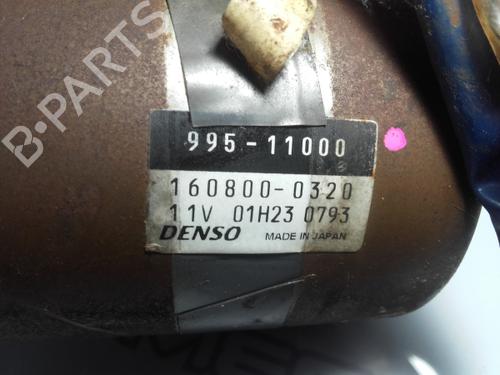 B-PARTS
995-11000
160800-0320
11V 01H23 0793
DENSO MADE IN JAPAN